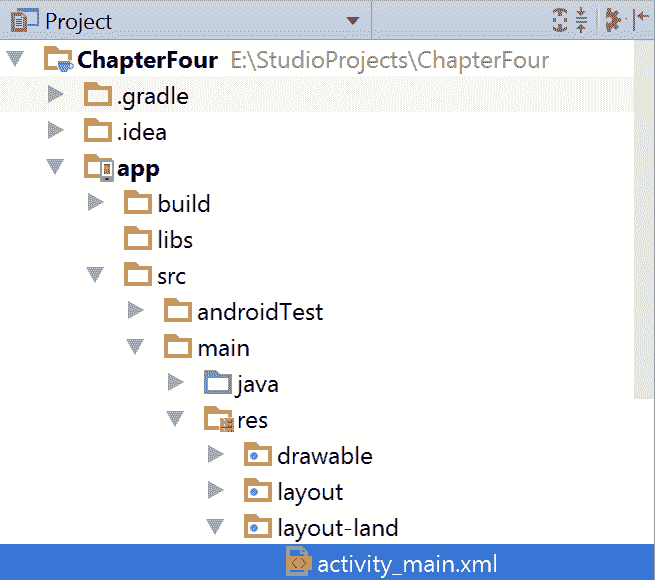 Project
ChapterFour E:\StudioProjects\ChapterFour
.gradle
.idea
app
build
libs
src
androidTest
main
java
res
drawable
layout
layout-land
activity_main.xml